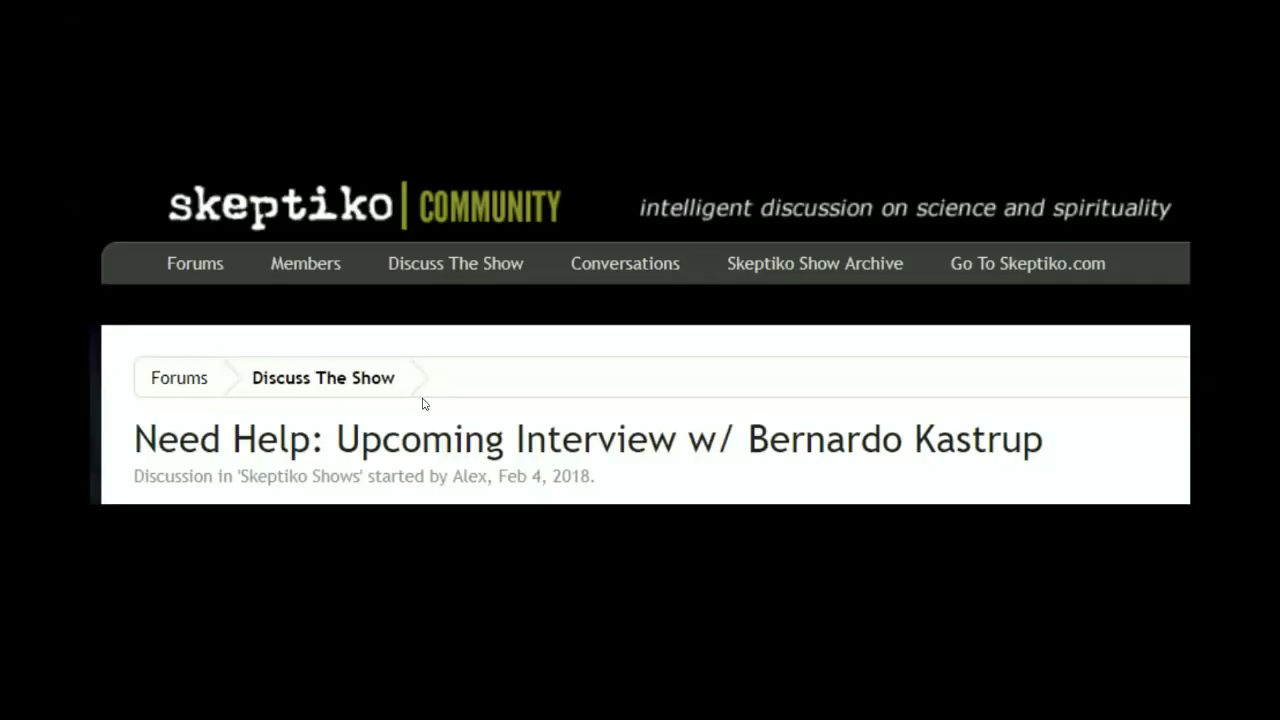 skeptiko | COMMUNITY intelligent discussion on science and spirituality
Forums Members Discuss The Show Conversations Skeptiko Show Archive Go To Skeptiko.com
Forums Discuss The Show
Need Help: Upcoming Interview w/ Bernardo Kastrup
Discussion in 'Skeptiko Shows' started by Alex, Feb 4, 2018.